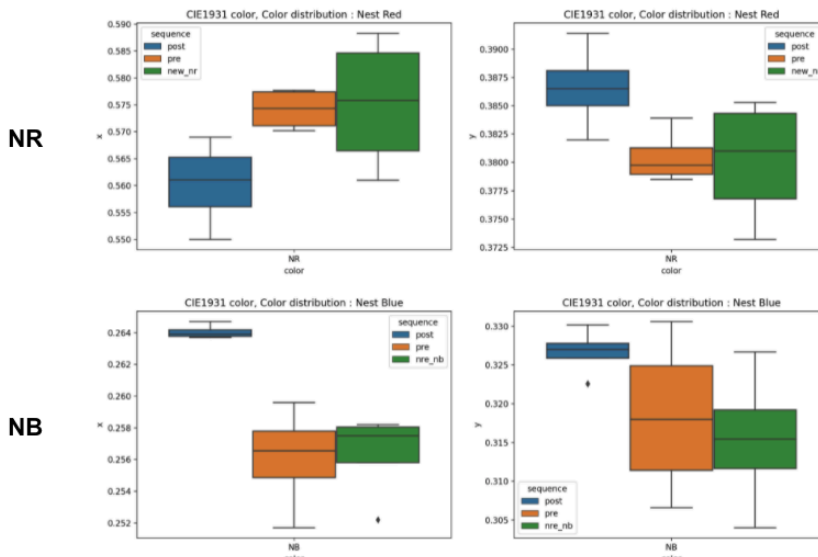 CIE1931 color, Color distribution : Nest Red
0.590
0.585
0.580
0.575
0.570
0.565
0.560
0.555
0.550
x
sequence
post
pre
new_nr
NR
color
CIE1931 color, Color distribution : Nest Red
0.3900
0.3875
0.3850
0.3825
0.3800
0.3775
0.3750
0.3725
y
sequence
post
pre
new_n
NR
color
NR
CIE1931 color, Color distribution : Nest Blue
0.264
0.262
0.260
0.258
0.256
0.254
0.252
x
sequence
post
pre
nre_nb
NB
CIE1931 color, Color distribution : Nest Blue
0.330
0.325
0.320
0.315
0.310
0.305
y
sequence
post
pre
nre_nb
NB
NB